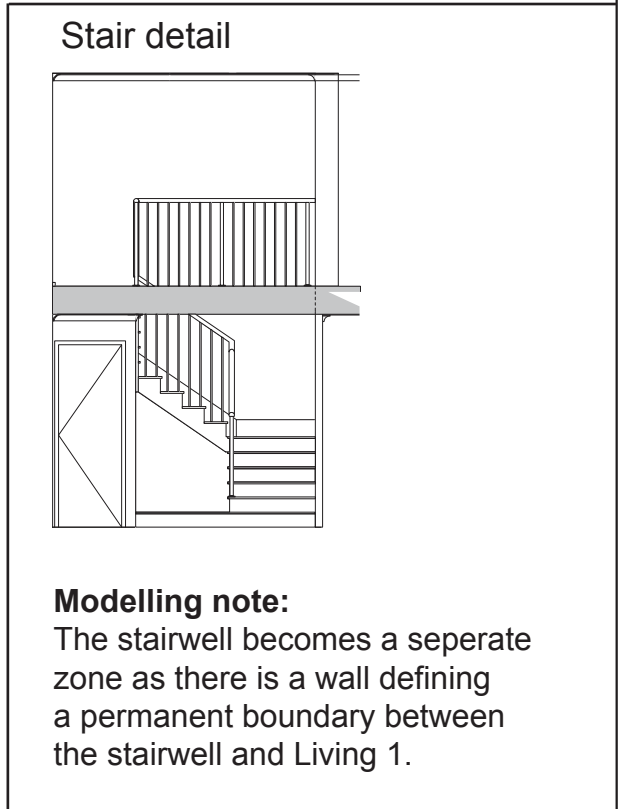 Stair detail
Modelling note:
The stairwell becomes a seperate
zone as there is a wall defining
a permanent boundary between
the stairwell and Living 1.